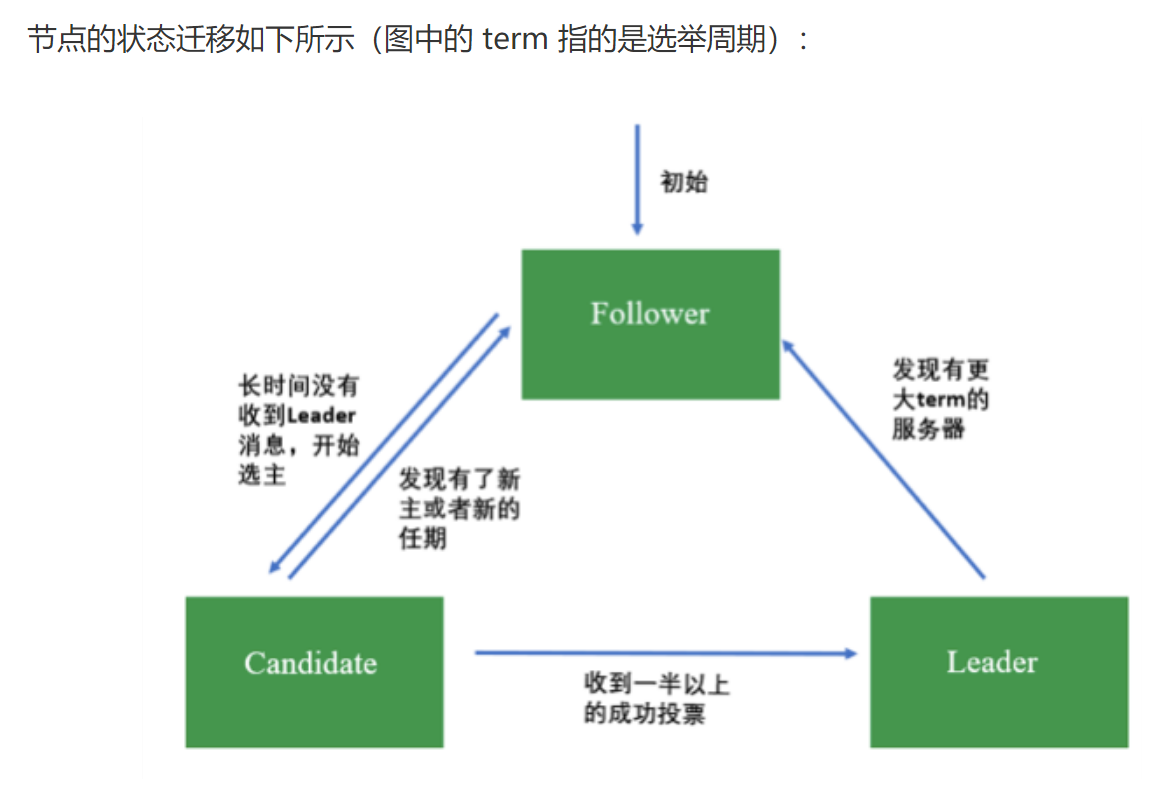 节点的状态迁移如下所示（图中的 term 指的是选举周期）：
初始
Follower
长时间没有
收到Leader
消息，开始
选主
发现有了新
主或者新的
任期
发现有更
大term的
服务器
Candidate
收到一半以上
的成功投票
Leader